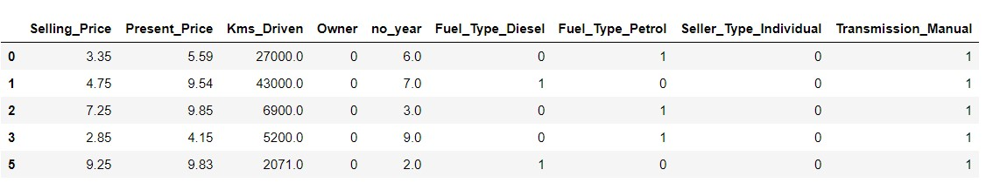 Selling_Price Present_Price Kms_Driven Owner no_year Fuel_Type_Diesel Fuel_Type_Petrol Seller_Type_Individual Transmission_Manual
0 3.35 5.59 27000.0 0 6.0 0 1 0 1
1 4.75 9.54 43000.0 0 7.0 1 0 0 1
2 7.25 9.85 6900.0 0 3.0 0 1 0 1
3 2.85 4.15 5200.0 0 9.0 0 1 0 1
5 9.25 9.83 2071.0 0 2.0 1 0 0 1